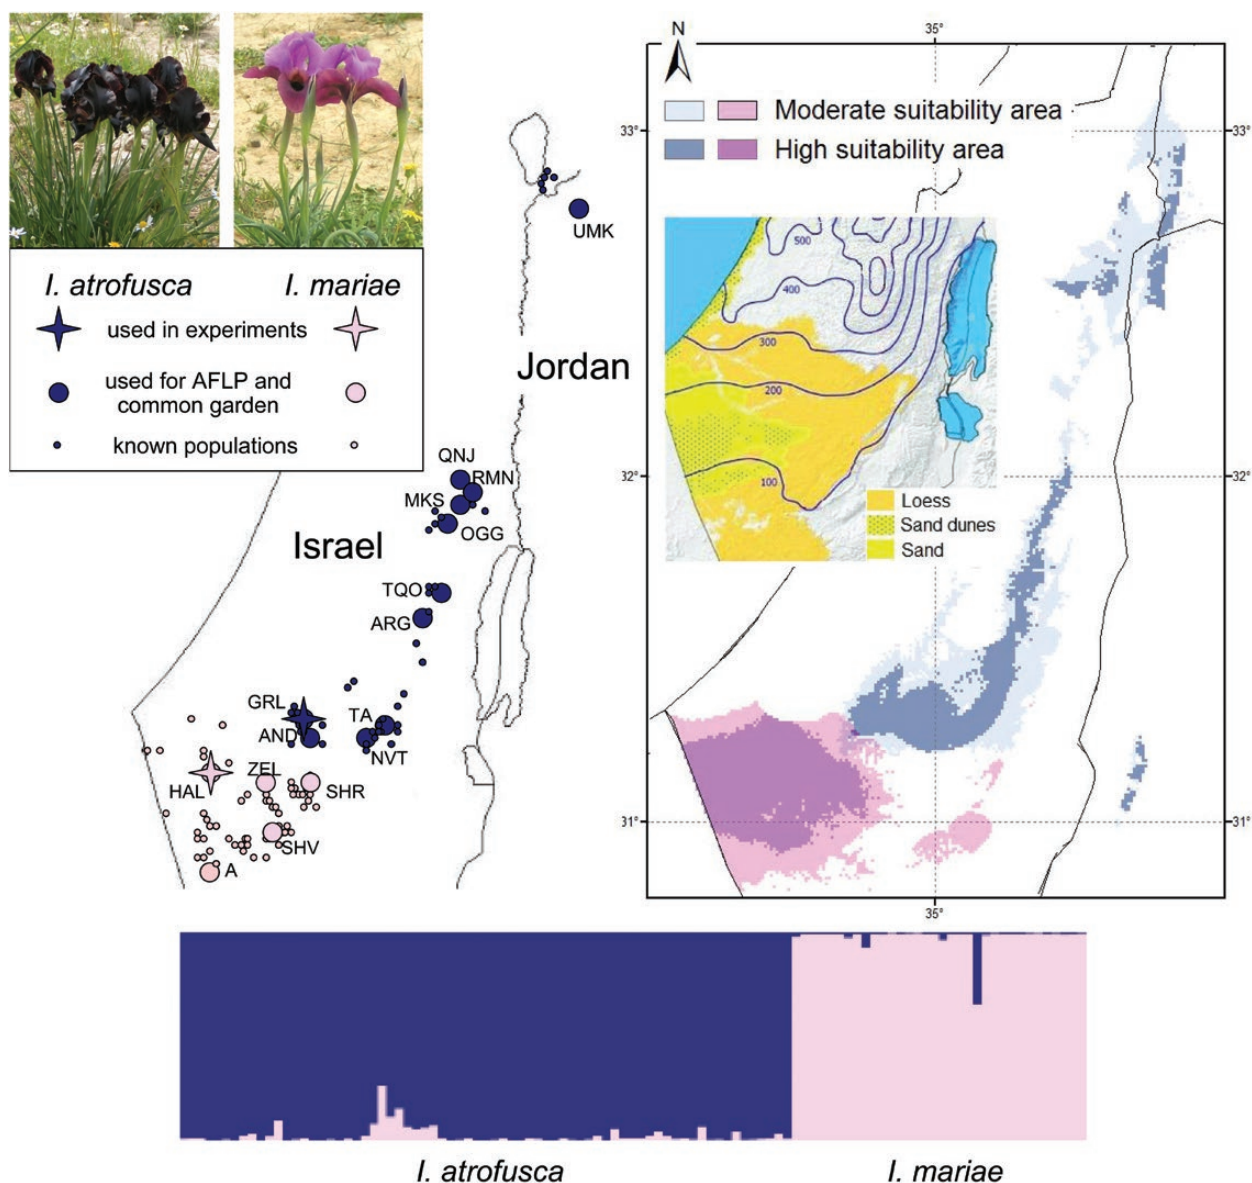 I. atrofusca
I. mariae
used in experiments
used for AFLP and
common garden
known populations
UMK
Jordan
QNJ
RMN
MKS
OGG
Israel
TQO
ARG
GRL
TA
AND
NVT
ZEL
HAL
SHR
SHV
A
35°
N
33°
33°
Moderate suitability area
High suitability area
500
400
300
200
100
Loess
Sand dunes
Sand
32°
32°
31°
31°
35°
I. atrofusca
I. mariae